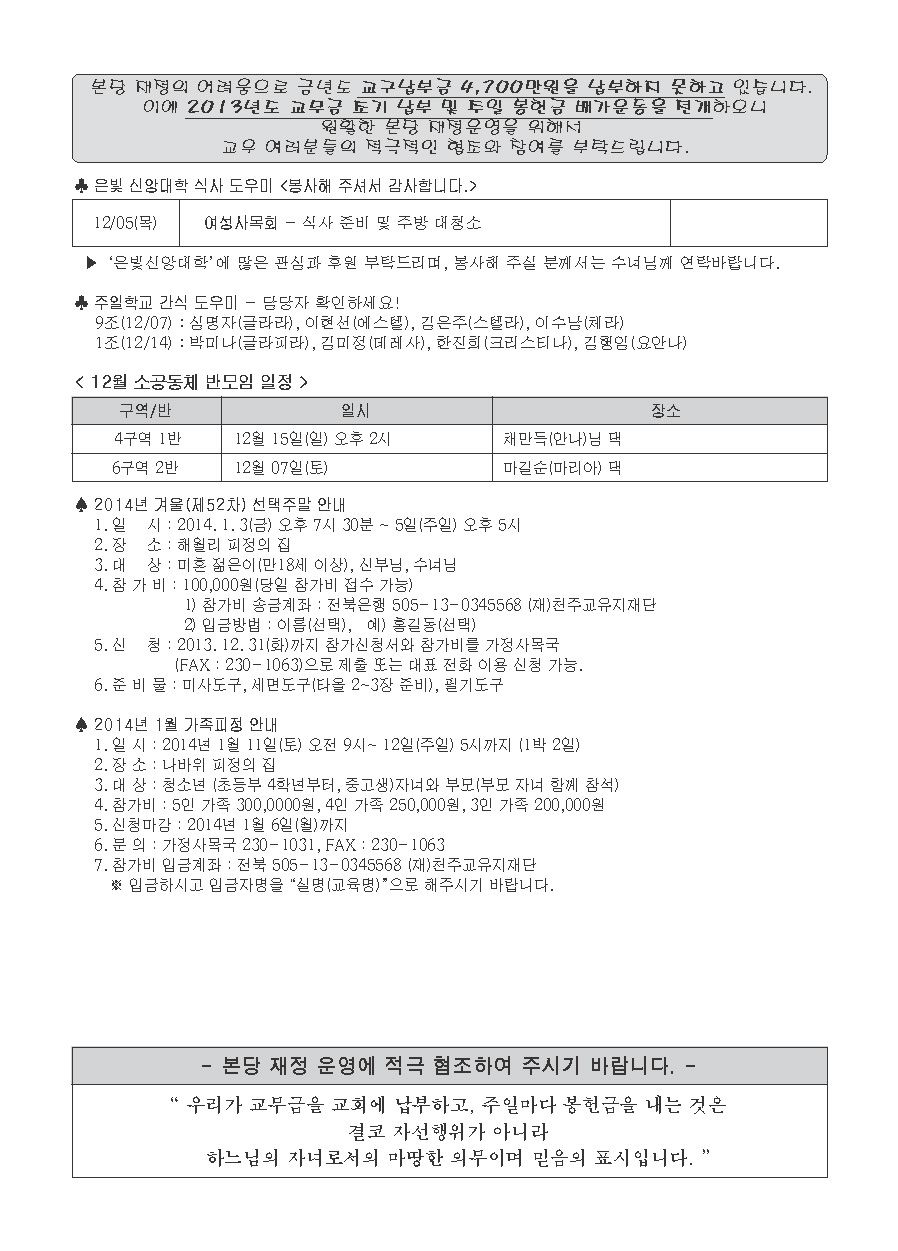 본당 재정의 어려움으로 금년도 교구납부금 4,700만원을 납부하지 못하고 있습니다.
이에 2013년도 교무금 조기 납부 및 주일 봉헌금 배가운동을 전개하오니
원활한 본당 재정운영을 위해서
교우 여러분들의 적극적인 협조와 참여를 부탁드립니다.
♣ 은빛 신앙대학 식사 도우미 <봉사해 주셔서 감사합니다.>
12/05(목) 여성사목회 - 식사 준비 및 주방 대청소
▶ ‘은빛신앙대학’에 많은 관심과 후원 부탁드리며, 봉사해 주실 분께서는 수녀님께 연락바랍니다.
♣ 주일학교 간식 도우미 - 담당자 확인하세요!
9조(12/07) : 심명자(글라라), 이현선(에스텔), 김은주(스텔라), 이수남(체라)
1조(12/14) : 박미나(글라피라), 김미정(데레사), 한진희(크리스티나), 김행임(요안나)
< 12월 소공동체 반모임 일정 >
구역/반 일시 장소
4구역 1반 12월 15일(일) 오후 2시 채만득(안나)님 댁
6구역 2반 12월 07일(토) 마길순(마리아) 댁
♠ 2014년 겨울(제52차) 선택주말 안내
1. 일 시 : 2014. 1. 3(금) 오후 7시 30분 ~ 5일(주일) 오후 5시
2. 장 소 : 해월리 피정의 집
3. 대 상 : 미혼 젊은이(만18세 이상), 신부님, 수녀님
4. 참 가 비 : 100,000원(당일 참가비 접수 가능)
1) 참가비 송금계좌 : 전북은행 505-13-0345568 (재)천주교유지재단
2) 입금방법 : 이름(선택), 예) 홍길동(선택)
5. 신 청 : 2013. 12. 31(화)까지 참가신청서와 참가비를 가정사목국
(FAX : 230-1063)으로 제출 또는 대표 전화 이용 신청 가능.
6. 준 비 물 : 미사도구, 세면도구(타올 2~3장 준비), 필기도구
♠ 2014년 1월 가족피정 안내
1. 일 시 : 2014년 1월 11일(토) 오전 9시~ 12일(주일) 5시까지 (1박 2일)
2. 장 소 : 나바위 피정의 집
3. 대 상 : 청소년 (초등부 4학년부터, 중고생)자녀와 부모(부모 자녀 함께 참석)
4. 참가비 : 5인 가족 300,0000원, 4인 가족 250,000원, 3인 가족 200,000원
5. 신청마감 : 2014년 1월 6일(월)까지
6. 문 의 : 가정사목국 230-1031, FAX : 230-1063
7. 참가비 입금계좌 : 전북 505-13-0345568 (재)천주교유지재단
※ 입금하시고 입금자명을 “실명(교육명)”으로 해주시기 바랍니다.
- 본당 재정 운영에 적극 협조하여 주시기 바랍니다. -
“ 우리가 교무금을 교회에 납부하고, 주일마다 봉헌금을 내는 것은
결코 자선행위가 아니라
하느님의 자녀로서의 마땅한 의무이며 믿음의 표시입니다. ”